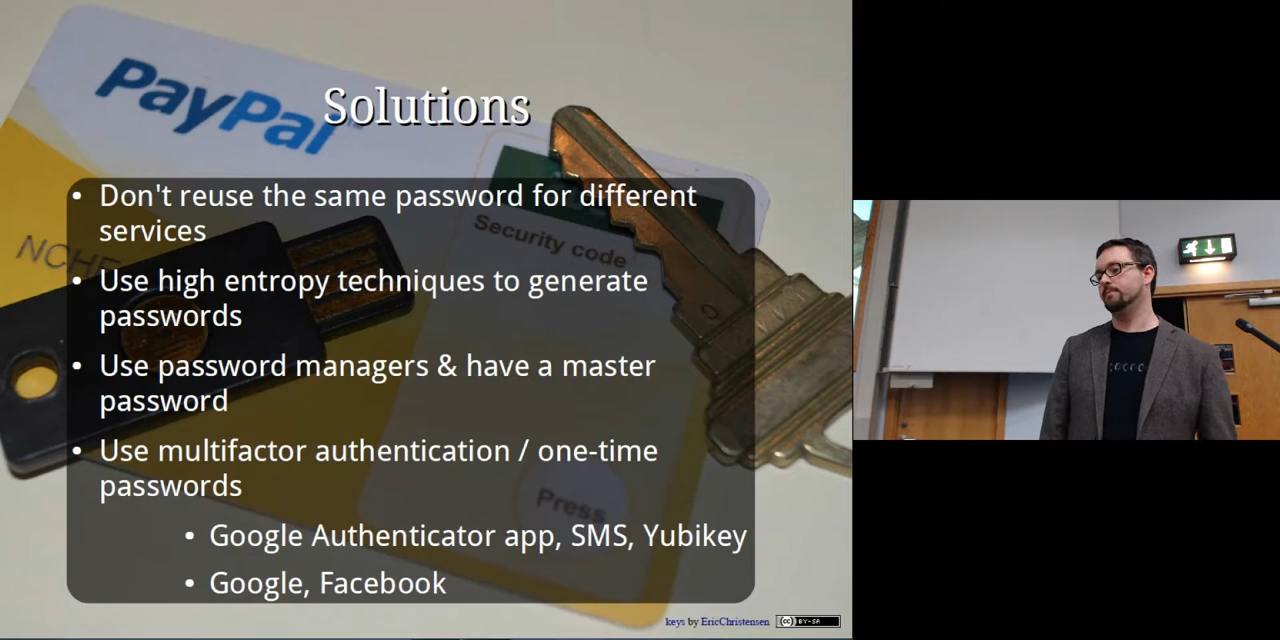 PayPal
Solutions
• Don't reuse the same password for different
services
Security code
• Use high entropy techniques to generate
passwords
• Use password managers & have a master
password
• Use multifactor authentication / one-time
passwords
Press
• Google Authenticator app, SMS, Yubikey
• Google, Facebook
keys by EricChristensen
cc BY-SA